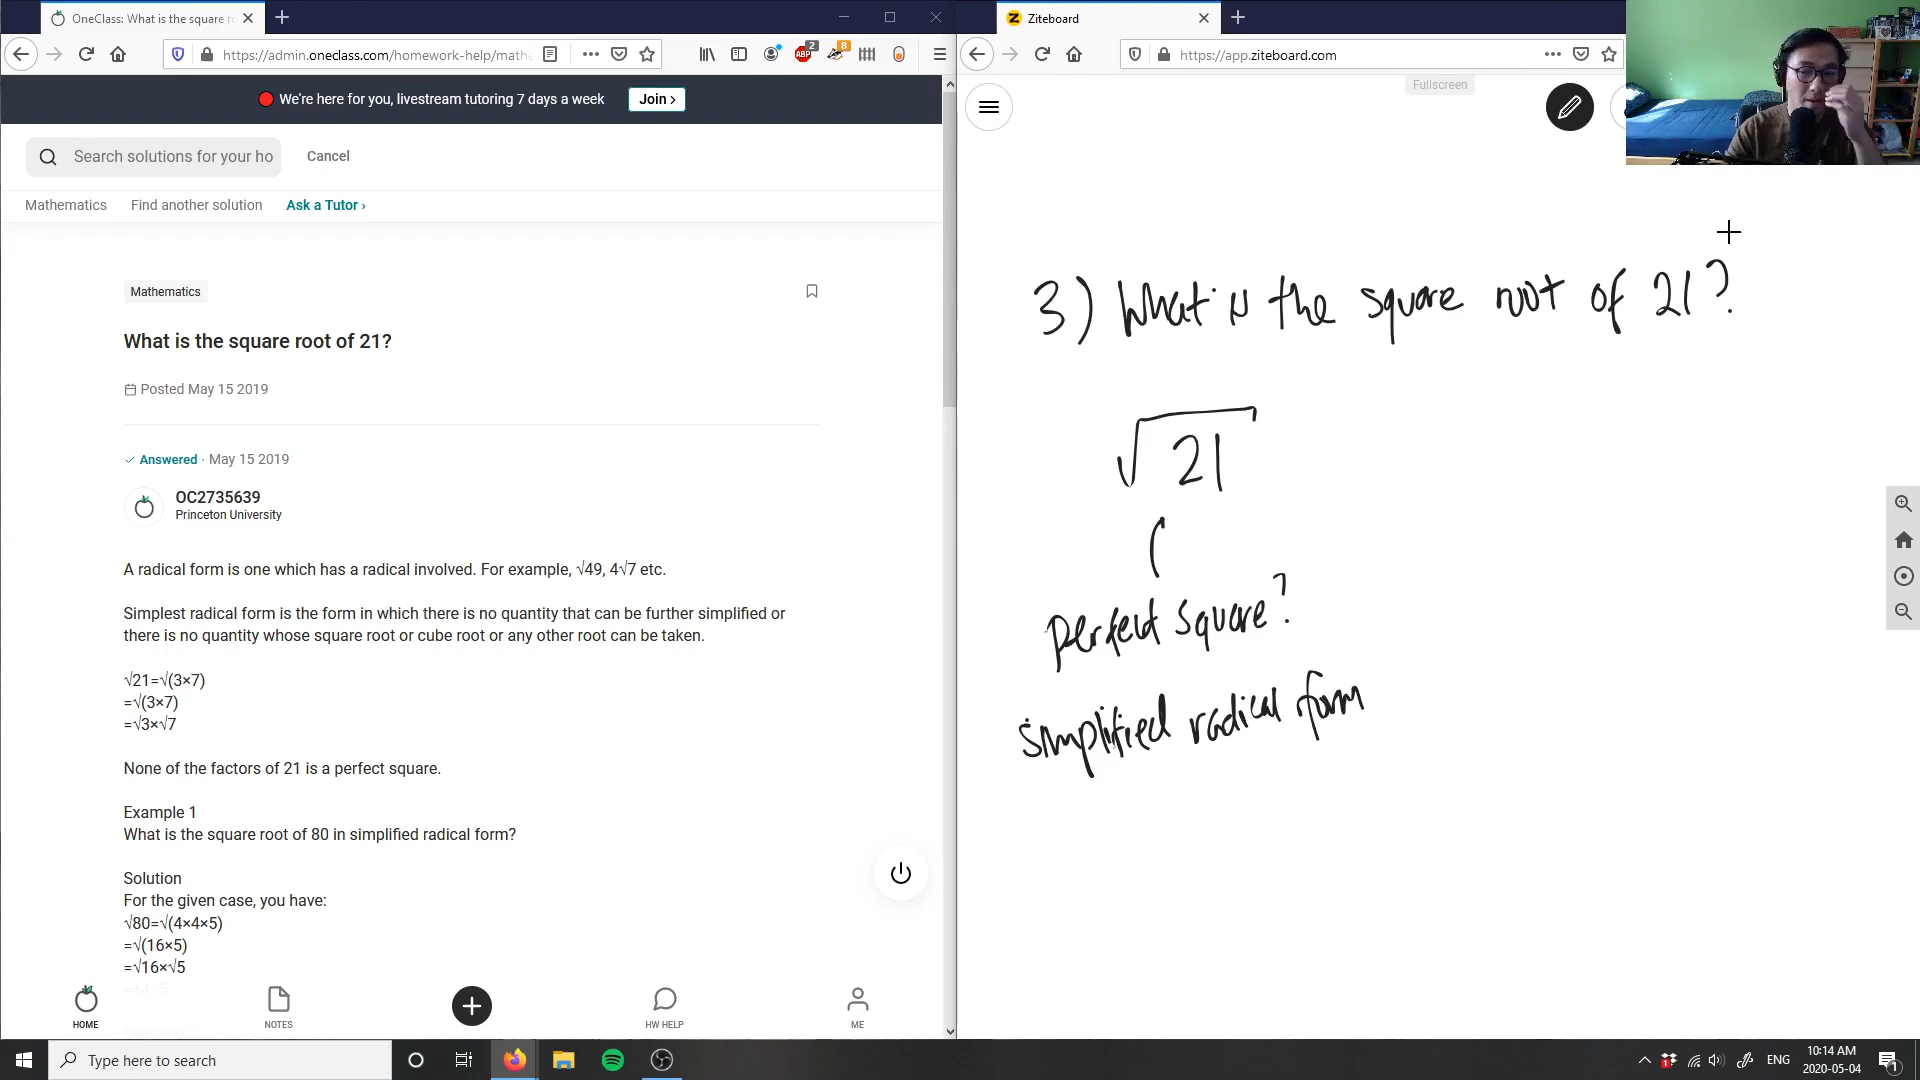 OneClass: What is the square ro
Ziteboard
https://admin.oneclass.com/homework-help/mathe
2
8
https://app.ziteboard.com
We're here for you, livestream tutoring 7 days a week
Join ›
Fullscreen
Search solutions for your ho
Cancel
Mathematics
Find another solution
Ask a Tutor ›
Mathematics
What is the square root of 21?
Posted May 15 2019
Answered · May 15 2019
OC2735639
Princeton University
A radical form is one which has a radical involved. For example, √49, 4√7 etc.
Simplest radical form is the form in which there is no quantity that can be further simplified or
there is no quantity whose square root or cube root or any other root can be taken.
√21=√(3×7)
=√(3×7)
=√3×√7
None of the factors of 21 is a perfect square.
Example 1
What is the square root of 80 in simplified radical form?
Solution
For the given case, you have:
√80=√(4×4×5)
=√(16×5)
=√16×√5
=±4√5
HOME
NOTES
HW HELP
ME
3) What is the square root of 21?
√21
(
perfect square?
simplified radical form
Type here to search
ENG
10:14 AM
2020-05-04
1